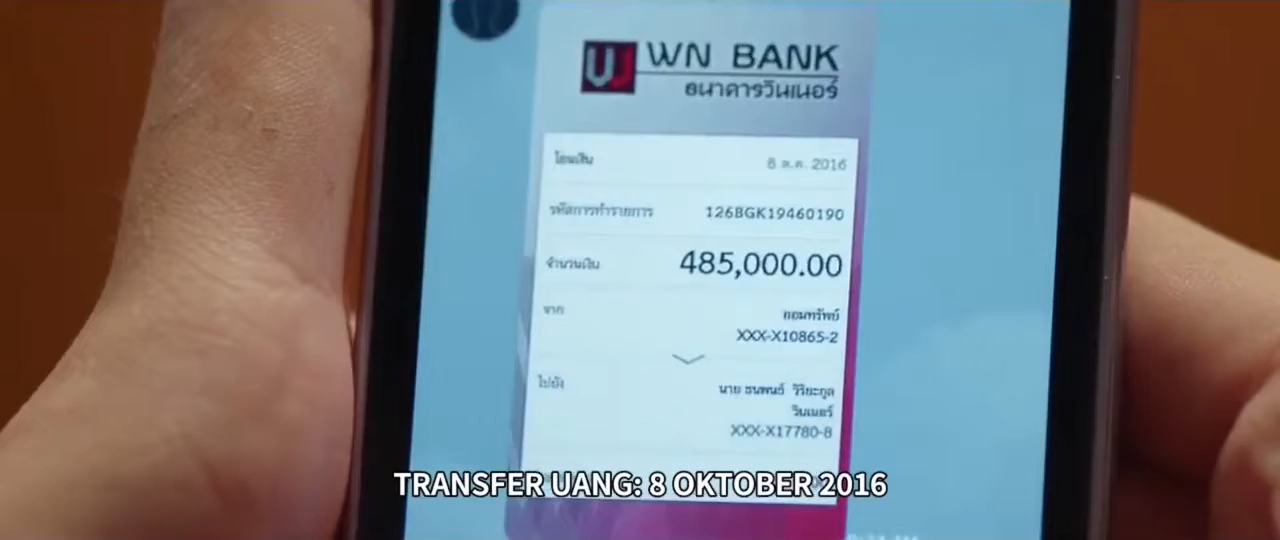 WN BANK
ธนาคารวินเนอร์
โอนเงิน 8 ต.ค. 2016
รหัสการทำรายการ 126BGK19460190
จำนวนเงิน 485,000.00
จาก ออมทรัพย์
XXX-X10865-2
ไปยัง นาย ธนพนธ์ วิริยะกูล
วินเนอร์
XXX-X17780-8
TRANSFER UANG: 8 OKTOBER 2016